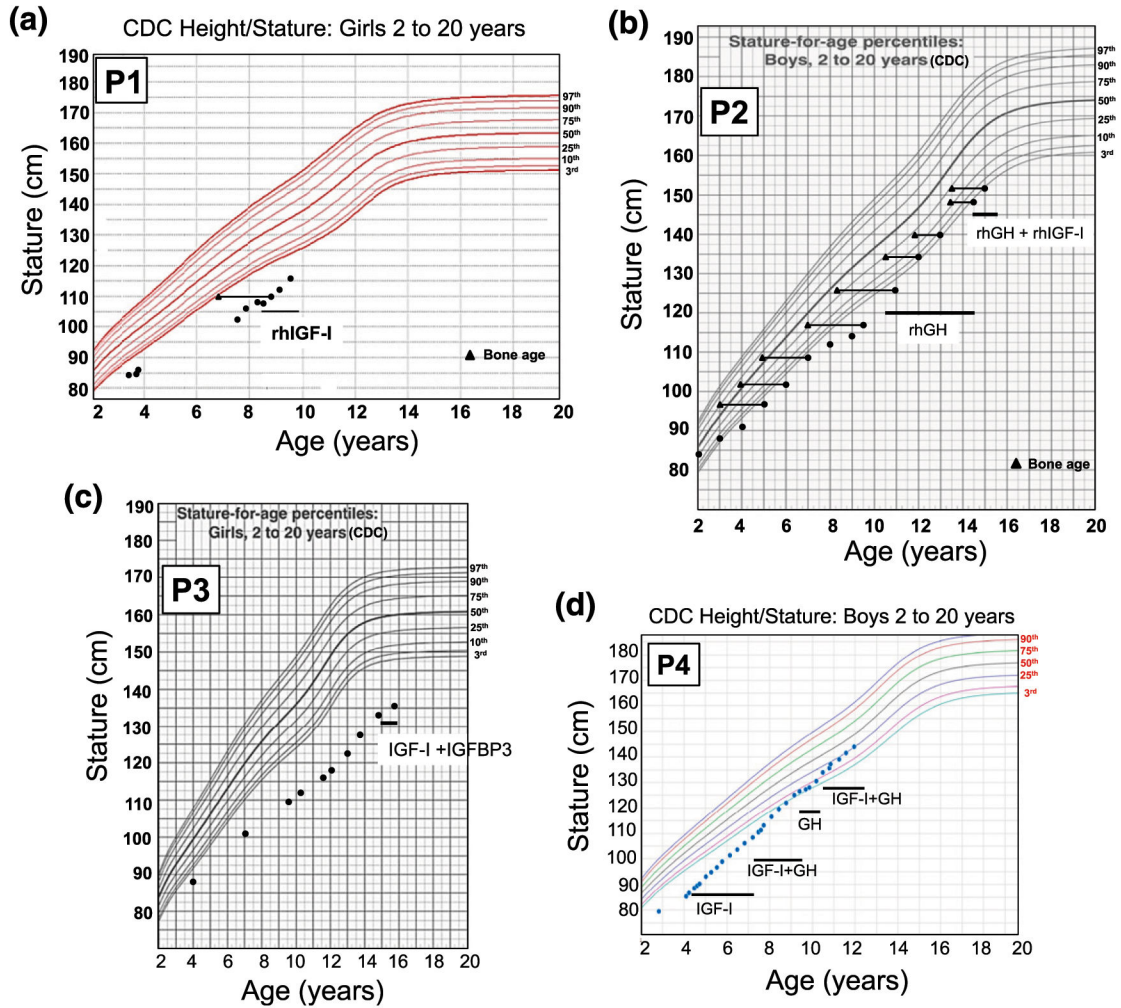 (a)
CDC Height/Stature: Girls 2 to 20 years
P1
Stature (cm)
190
180
170
160
150
140
130
120
110
100
90
80
97th
90th
75th
50th
25th
10th
3rd
rhIGF-I
▲ Bone age
2 4 6 8 10 12 14 16 18 20
Age (years)
(b)
Stature-for-age percentiles:
Boys, 2 to 20 years (CDC)
P2
Stature (cm)
190
180
170
160
150
140
130
120
110
100
90
80
97th
90th
75th
50th
25th
10th
3rd
rhGH + rhIGF-I
rhGH
▲ Bone age
2 4 6 8 10 12 14 16 18 20
Age (years)
(c)
Stature-for-age percentiles:
Girls, 2 to 20 years (CDC)
P3
Stature (cm)
190
180
170
160
150
140
130
120
110
100
90
80
97th
90th
75th
50th
25th
10th
3rd
IGF-I +IGFBP3
2 4 6 8 10 12 14 16 18 20
Age (years)
(d)
CDC Height/Stature: Boys 2 to 20 years
P4
Stature (cm)
180
170
160
150
140
130
120
110
100
90
80
90th
75th
50th
25th
3rd
IGF-I+GH
GH
IGF-I+GH
IGF-I
2 4 6 8 10 12 14 16 18 20
Age (years)